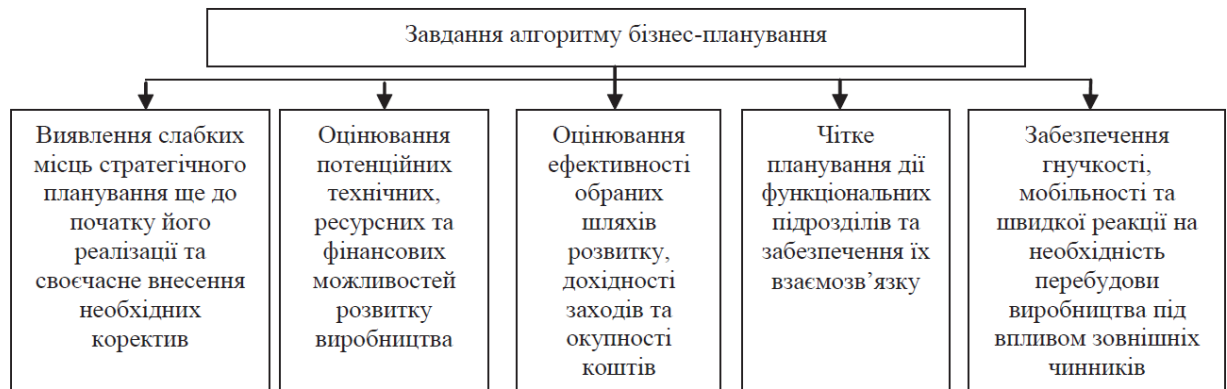 Завдання алгоритму бізнес-планування
Виявлення слабких
місць стратегічного
планування ще до
початку його
реалізації та
своєчасне внесення
необхідних
коректив
Оцінювання
потенційних
технічних,
ресурсних та
фінансових
можливостей
розвитку
виробництва
Оцінювання
ефективності
обраних
шляхів
розвитку,
дохідності
заходів та
окупності
коштів
Чітке
планування дії
функціональних
підрозділів та
забезпечення їх
взаємозв’язку
Забезпечення
гнучкості,
мобільності та
швидкої реакції на
необхідність
перебудови
виробництва під
впливом зовнішніх
чинників